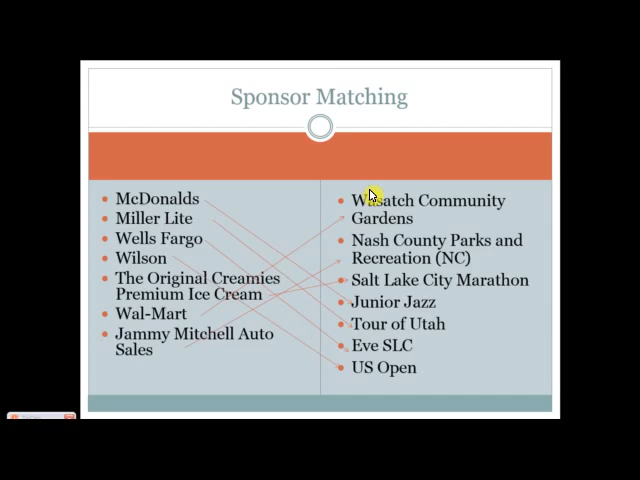 Sponsor Matching
McDonalds
Miller Lite
Wells Fargo
Wilson
The Original Creamies
Premium Ice Cream
Wal-Mart
Jammy Mitchell Auto
Sales
Wasatch Community
Gardens
Nash County Parks and
Recreation (NC)
Salt Lake City Marathon
Junior Jazz
Tour of Utah
Eve SLC
US Open